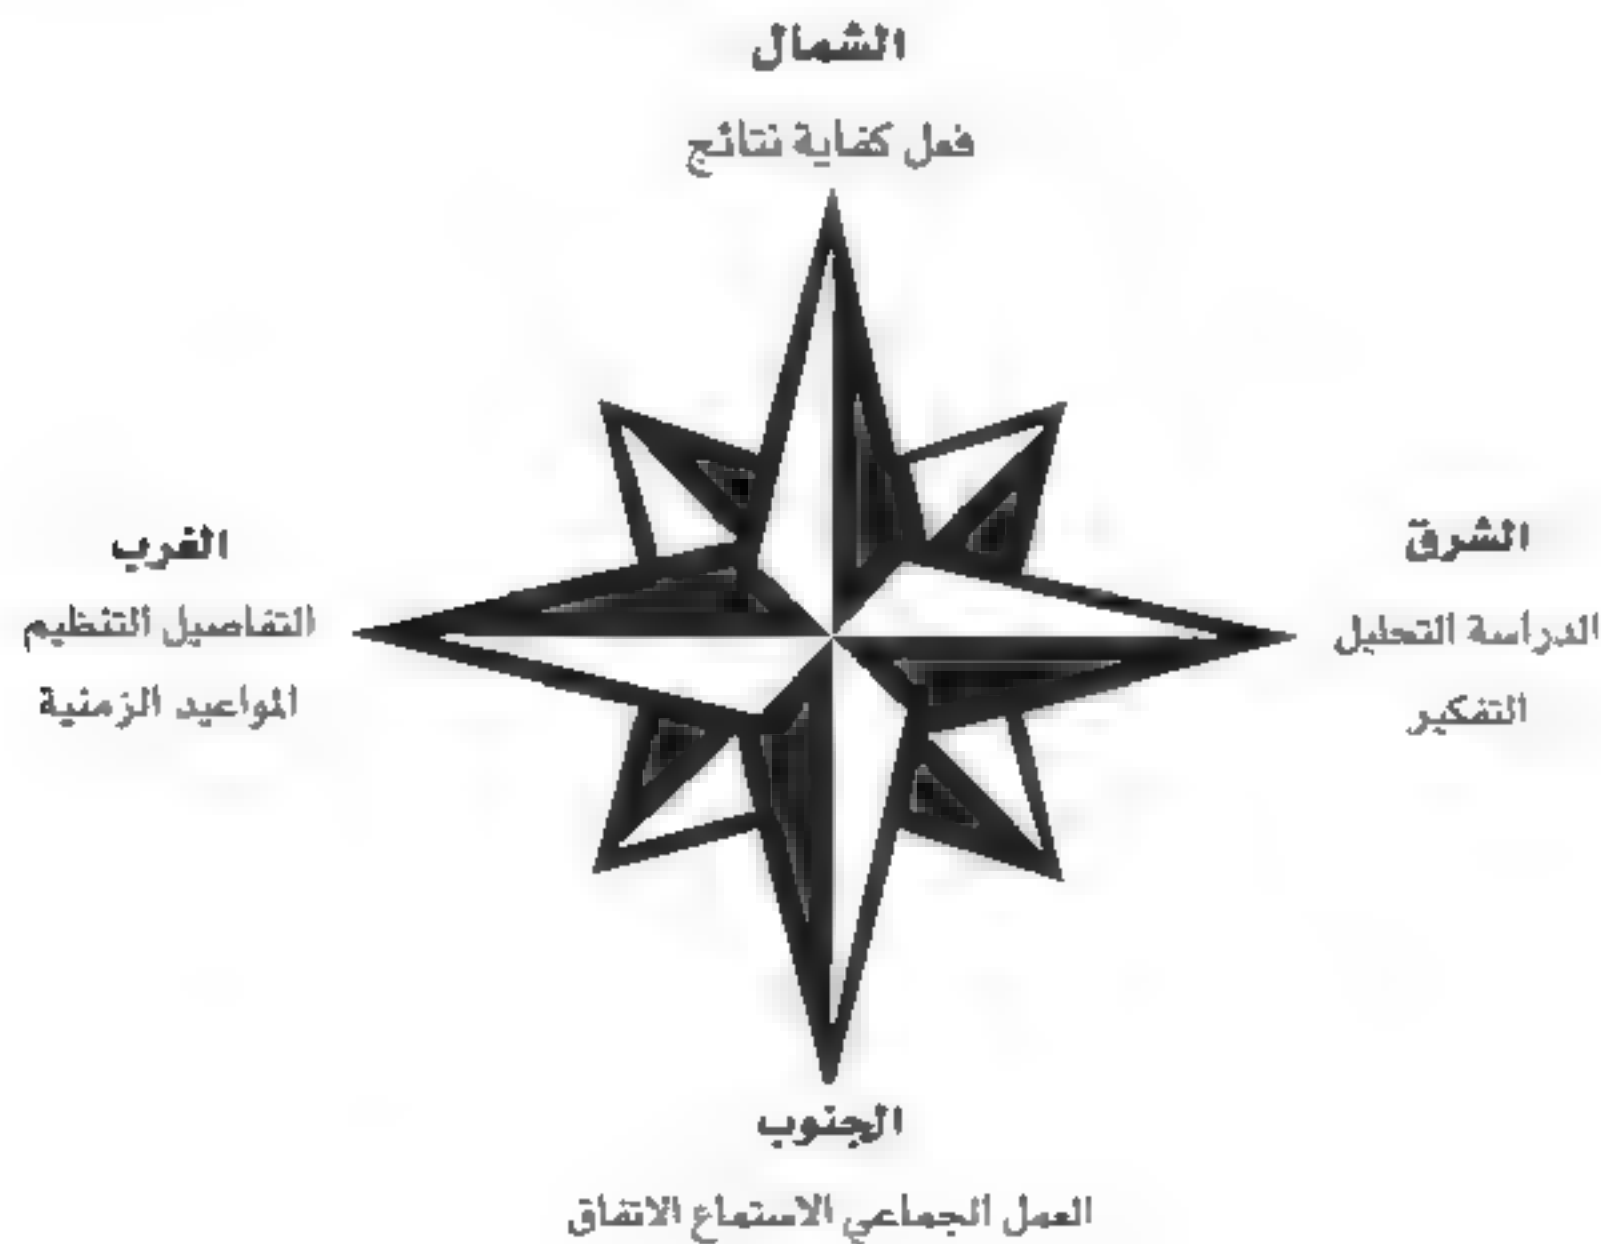 الشمال
فعل كفاية نتائج
الشرق
الدراسة التحليل
التفكير
الغرب
التفاصيل التنظيم
المواعيد الزمنية
الجنوب
العمل الجماعي الاستماع الاتفاق